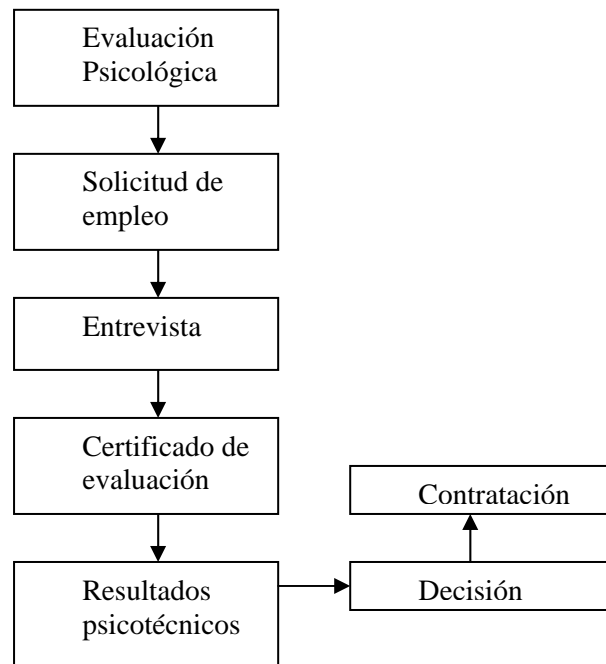 Evaluación
Psicológica
Solicitud de
empleo
Entrevista
Certificado de
evaluación
Contratación
Resultados
psicotécnicos
Decisión